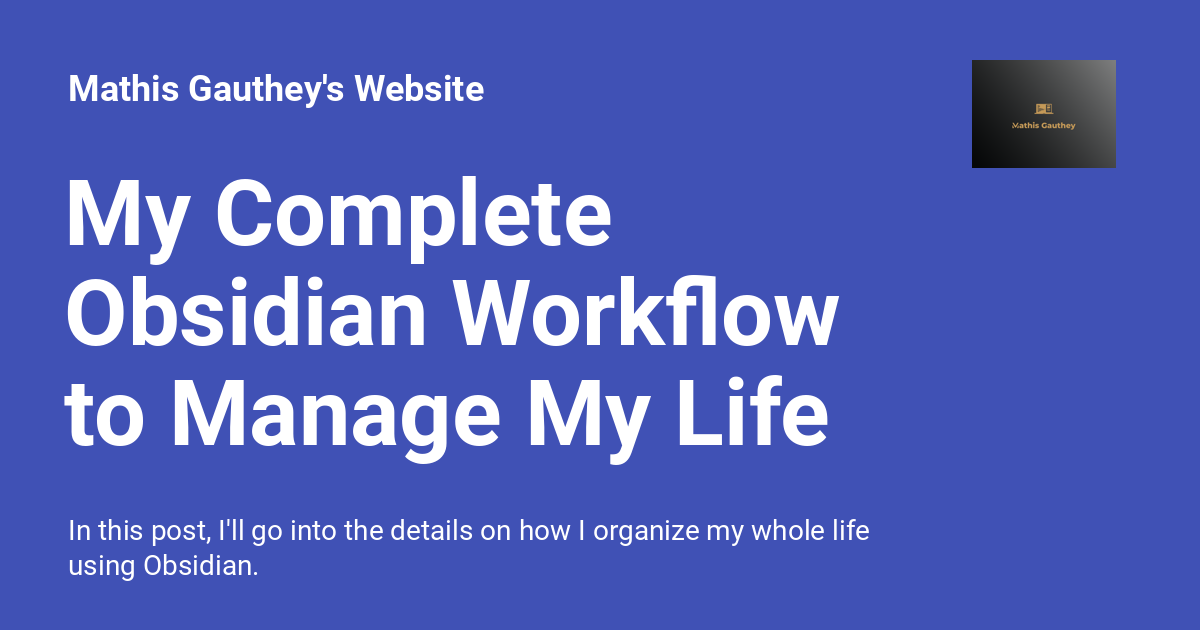 Mathis Gauthey's Website
Mathis Gauthey
My Complete
Obsidian Workflow
to Manage My Life
In this post, I'll go into the details on how I organize my whole life
using Obsidian.